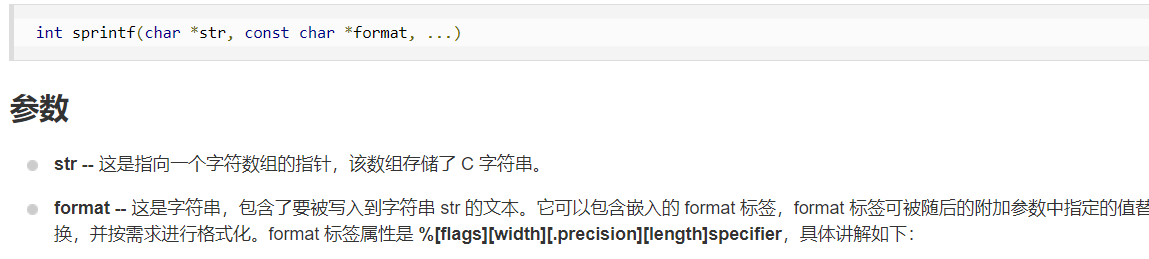 int sprintf(char *str, const char *format, ...)
参数
str -- 这是指向一个字符数组的指针，该数组存储了 C 字符串。
format -- 这是字符串，包含了要被写入到字符串 str 的文本。它可以包含嵌入的 format 标签，format 标签可被随后的附加参数中指定的值替
换，并按需求进行格式化。format 标签属性是 %[flags][width][.precision][length]specifier，具体讲解如下：